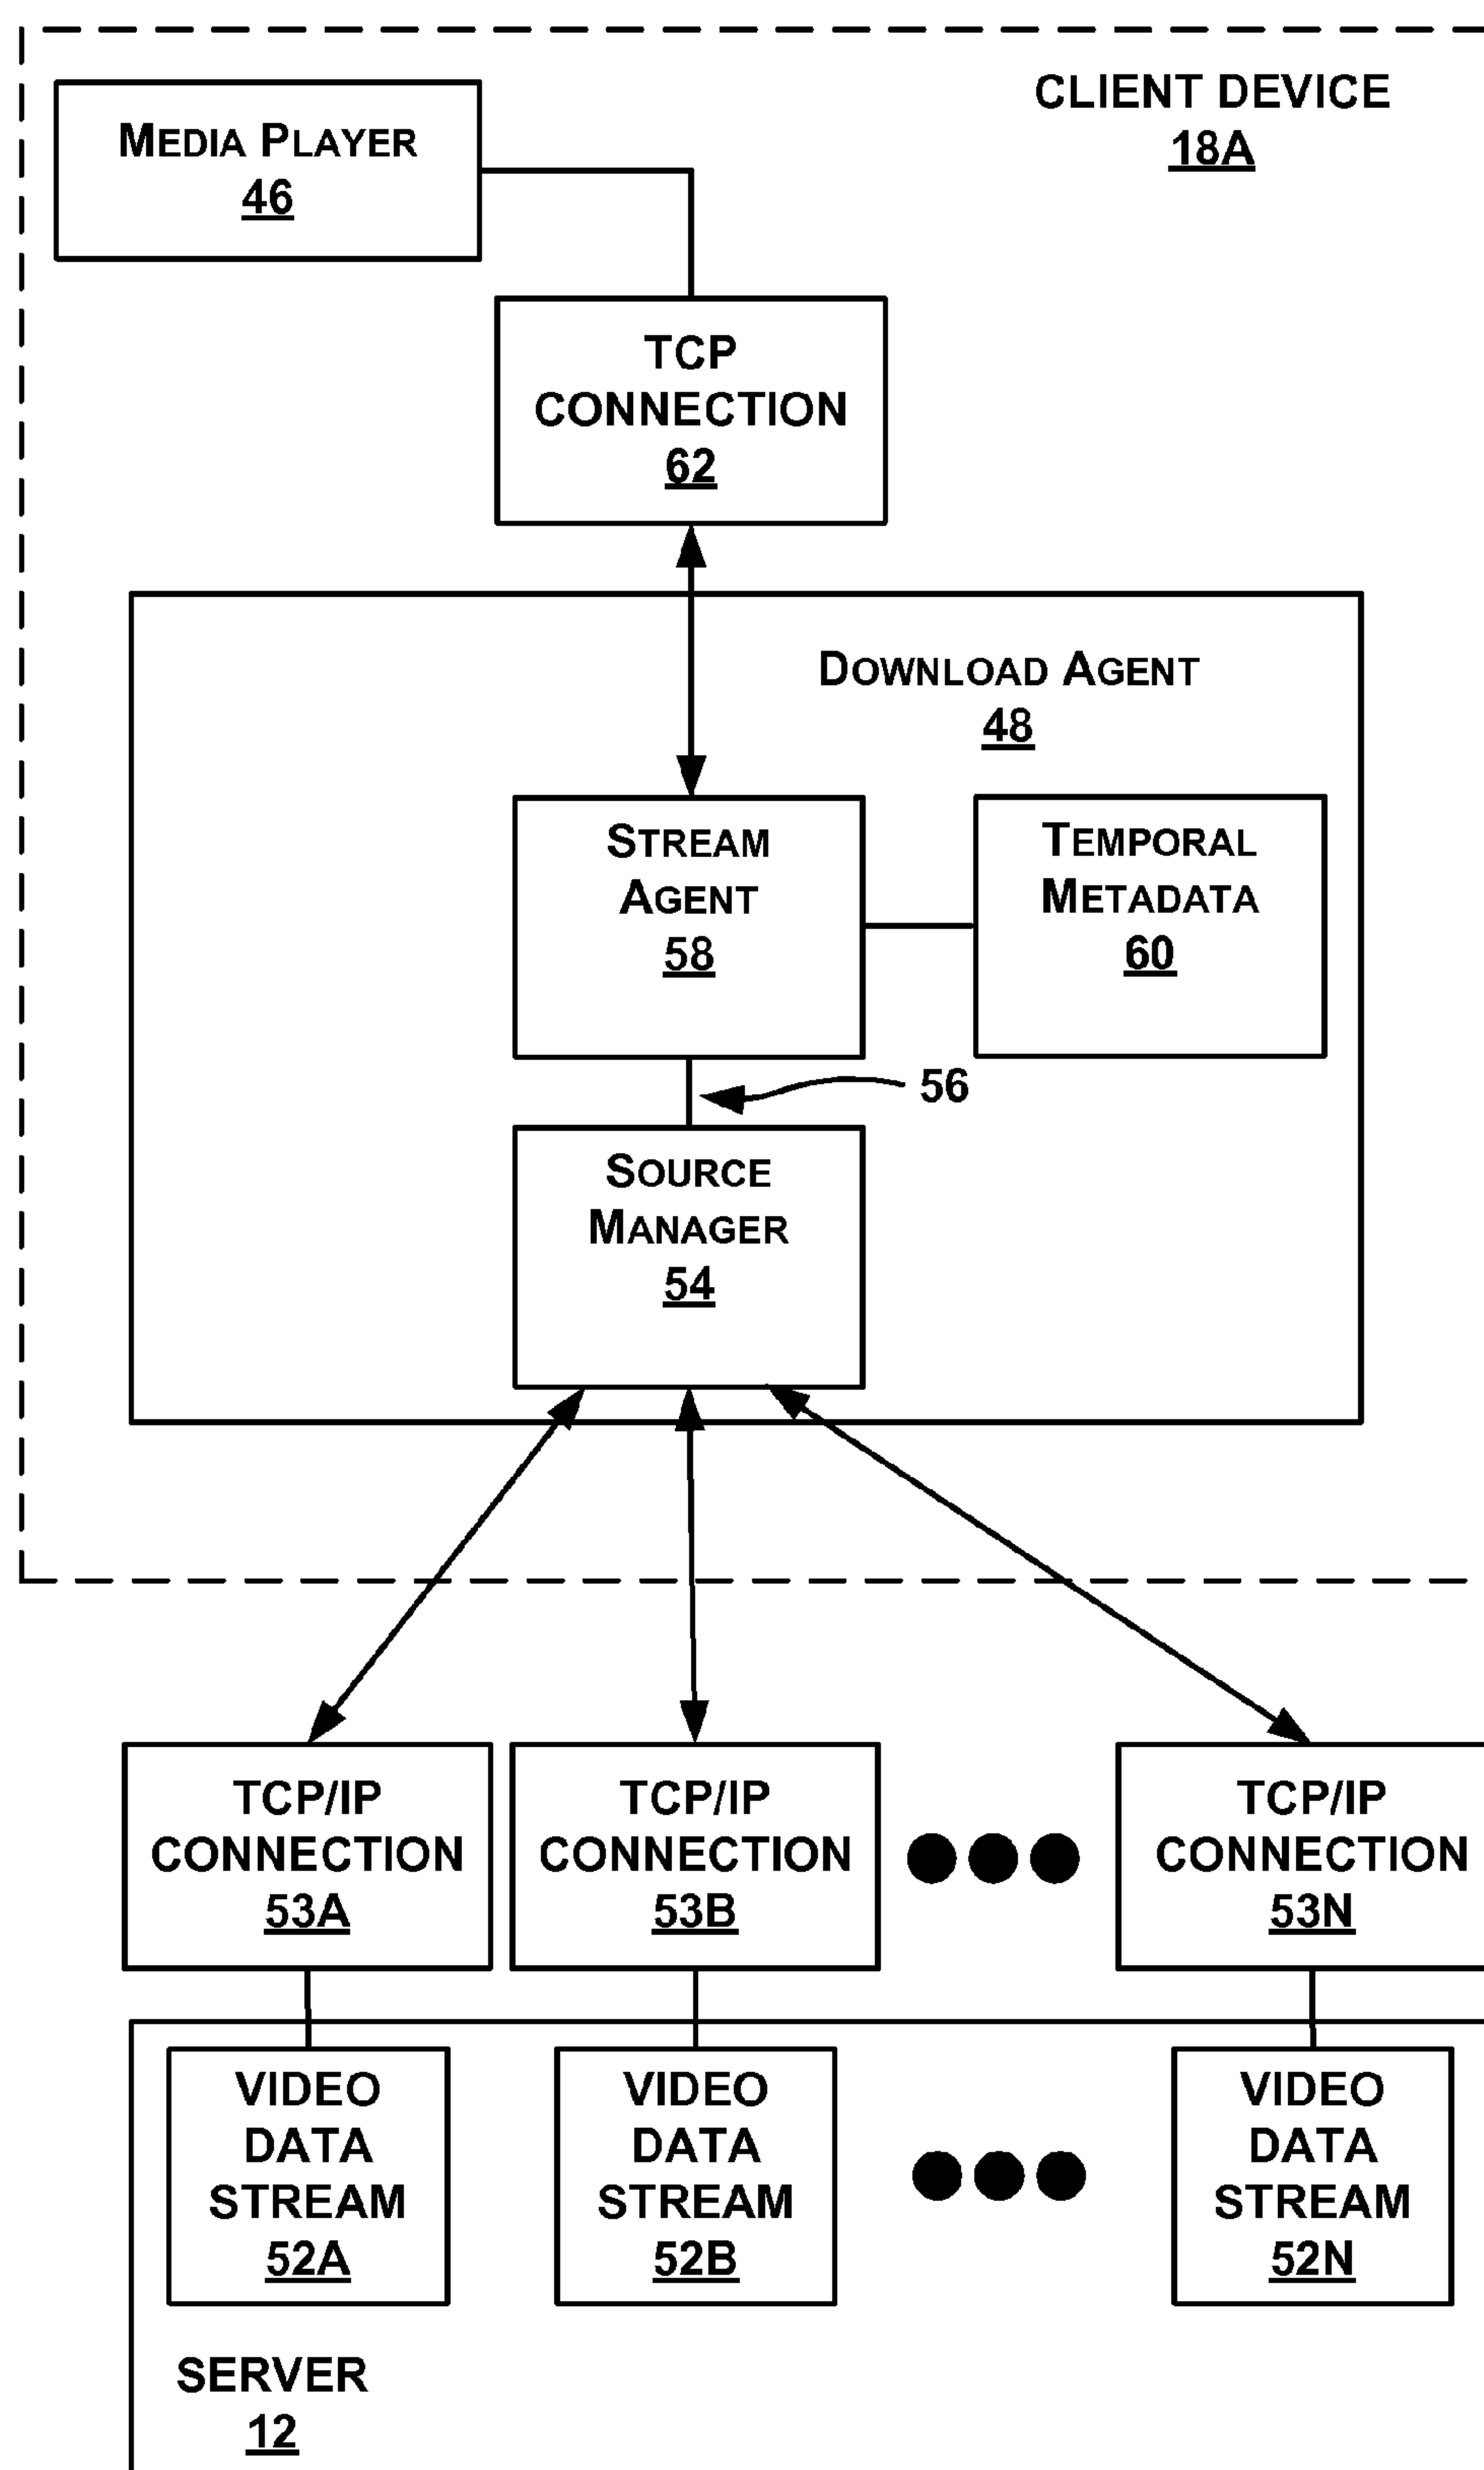 CLIENT DEVICE
18A
MEDIA PLAYER
46
TCP
CONNECTION
62
DOWNLOAD AGENT
48
STREAM
AGENT
58
TEMPORAL
METADATA
60
56
SOURCE
MANAGER
54
TCP/IP
CONNECTION
53A
TCP/IP
CONNECTION
53B
TCP/IP
CONNECTION
53N
VIDEO
DATA
STREAM
52A
VIDEO
DATA
STREAM
52B
VIDEO
DATA
STREAM
52N
SERVER
12